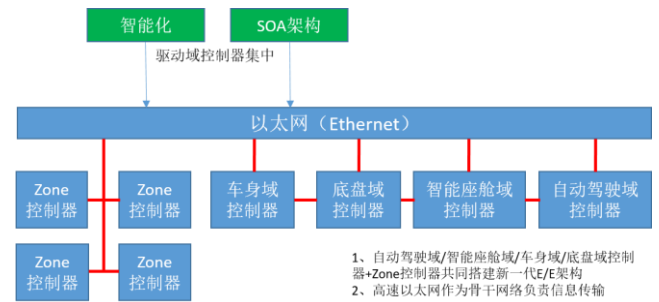 智能化
SOA架构
驱动域控制器集中
以太网（Ethernet）
Zone
控制器
Zone
控制器
车身域
控制器
底盘域
控制器
智能座舱域
控制器
自动驾驶域
控制器
Zone
控制器
Zone
控制器
1、自动驾驶域/智能座舱域/车身域/底盘域控制
器+Zone控制器共同搭建新一代E/E架构
2、高速以太网作为骨干网络负责信息传输